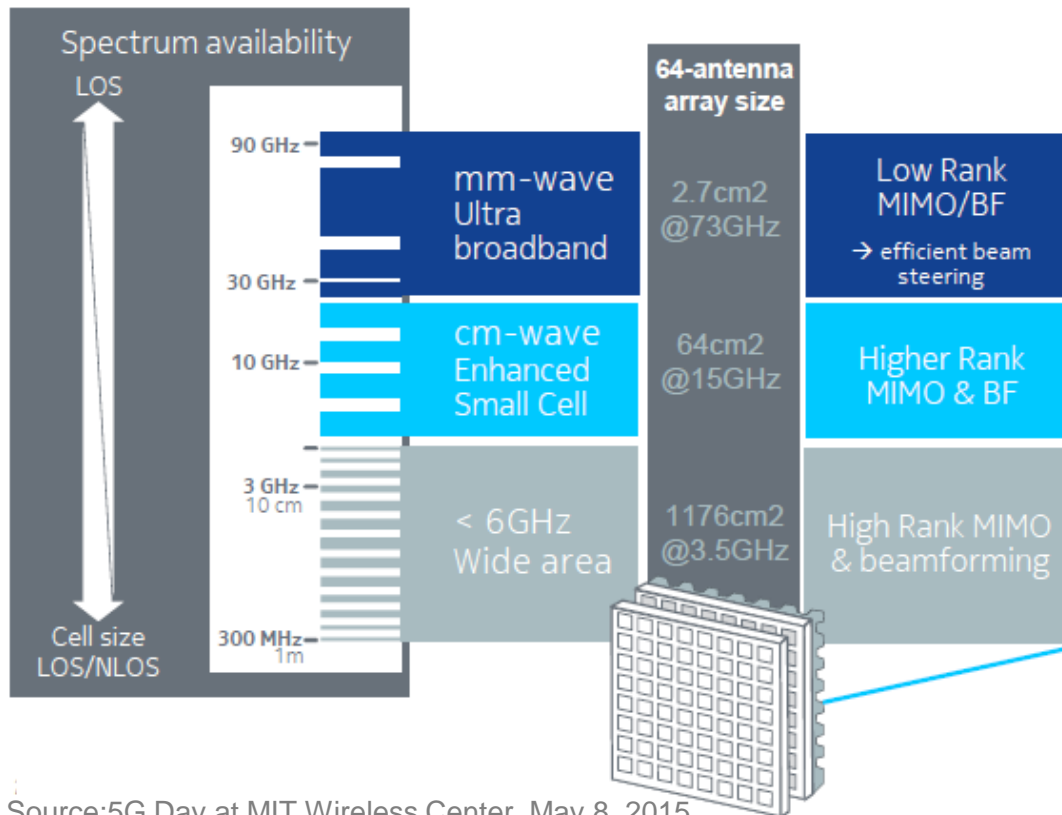 Spectrum availability
LOS
90 GHz
30 GHz
10 GHz
3 GHz
10 cm
300 MHz
1m
Cell size
LOS/NLOS
mm-wave
Ultra
broadband
cm-wave
Enhanced
Small Cell
< 6GHz
Wide area
64-antenna
array size
2.7cm2
@73GHz
64cm2
@15GHz
1176cm2
@3.5GHz
Low Rank
MIMO/BF
→ efficient beam
steering
Higher Rank
MIMO & BF
High Rank MIMO
& beamforming
Source:5G Day at MIT Wireless Center, May 8, 2015